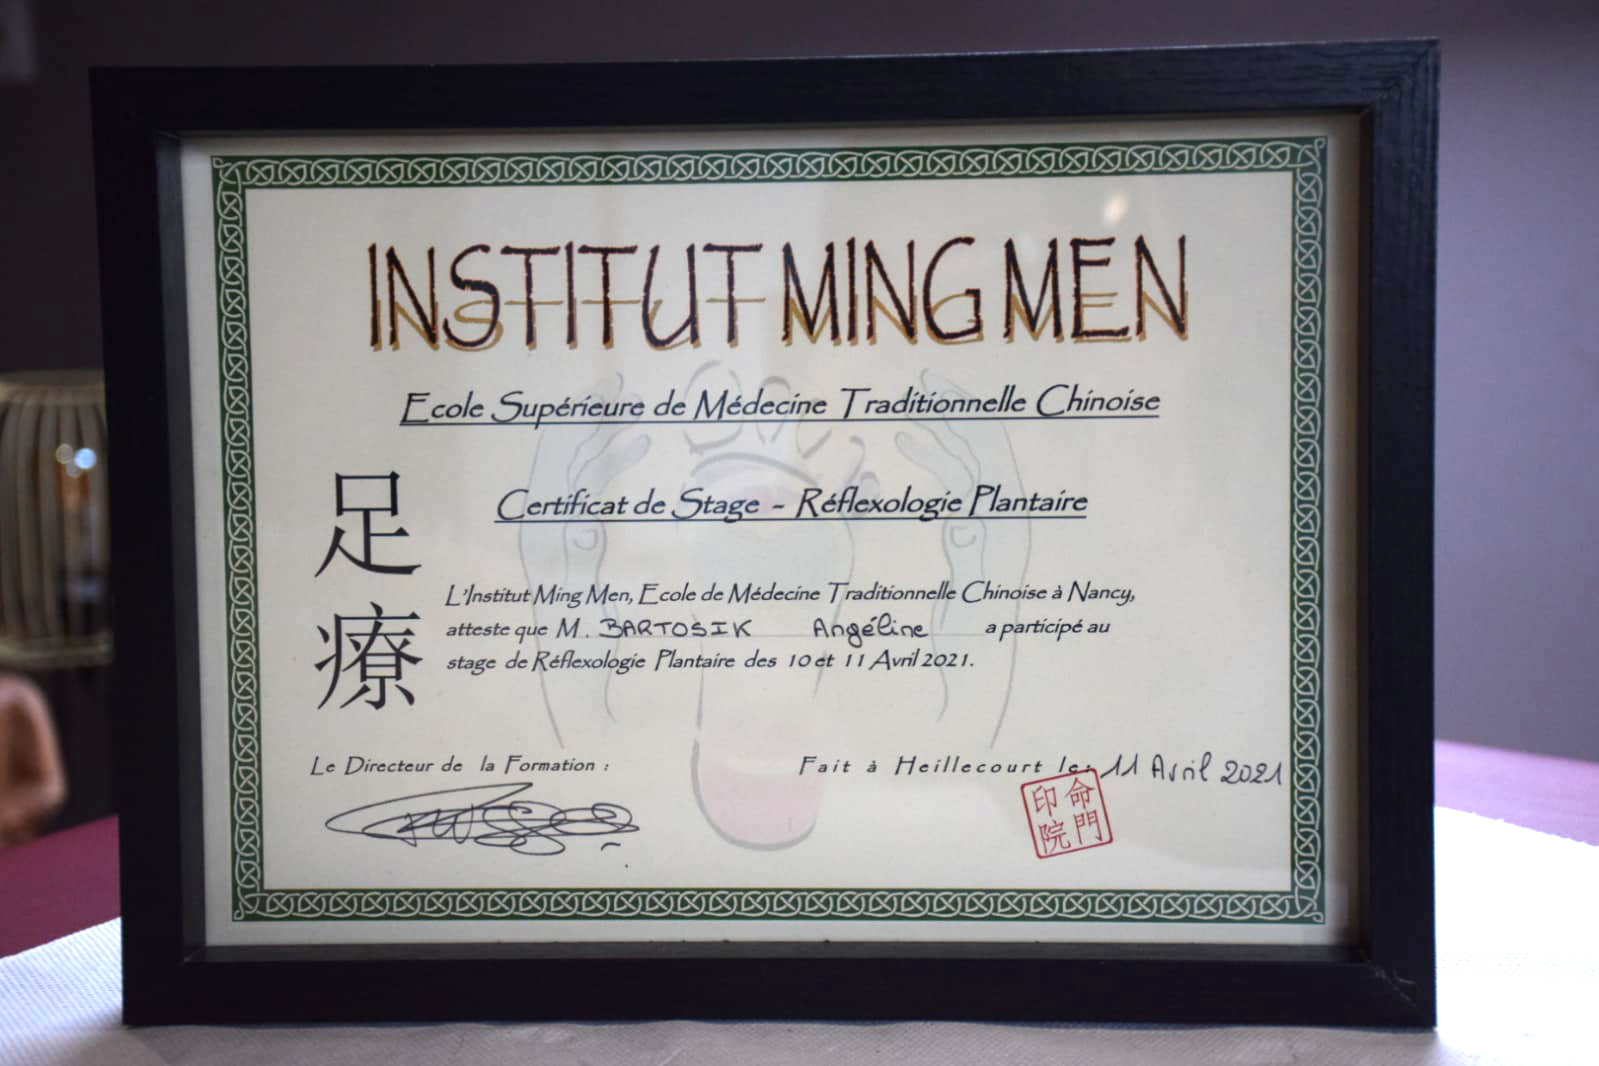 INSTITUT MING MEN
Ecole Supérieure de Médecine Traditionnelle Chinoise
Certificat de Stage - Réflexologie Plantaire
足
療
L'Institut Ming Men, Ecole de Médecine Traditionnelle Chinoise à Nancy,
atteste que M. BARTOSIK Angéline a participé au
stage de Réflexologie Plantaire des 10 et 11 Avril 2021.
Le Directeur de la Formation :
Fait à Heillecourt le: 11 Avril 2021
命門
印院